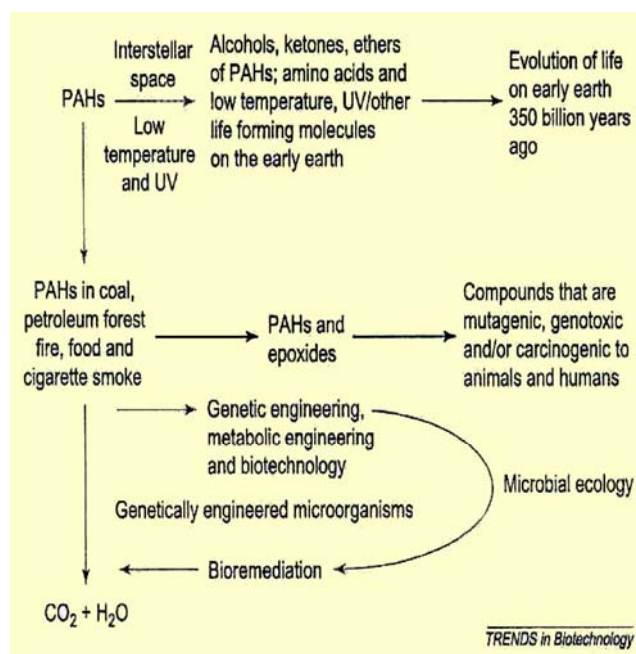 PAHs
Interstellar
space
Low
temperature
and UV
Alcohols, ketones, ethers
of PAHs; amino acids and
low temperature, UV/other
life forming molecules
on the early earth
Evolution of life
on early earth
350 billion years
ago
PAHs in coal,
petroleum forest
fire, food and
cigarette smoke
PAHs and
epoxides
Compounds that are
mutagenic, genotoxic
and/or carcinogenic to
animals and humans
Genetic engineering,
metabolic engineering
and biotechnology
Microbial ecology
Genetically engineered microorganisms
Bioremediation
CO₂ + H₂O
TRENDS in Biotechnology